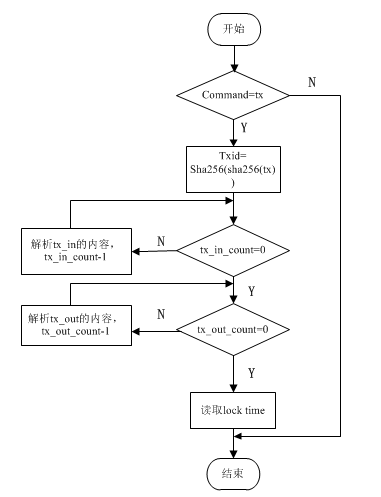 开始
Command=tx
N
Y
Txid=
Sha256(sha256(tx)
)
解析tx_in的内容，
tx_in_count-1
N
tx_in_count=0
Y
解析tx_out的内容，
tx_out_count-1
N
tx_out_count=0
Y
读取lock time
结束